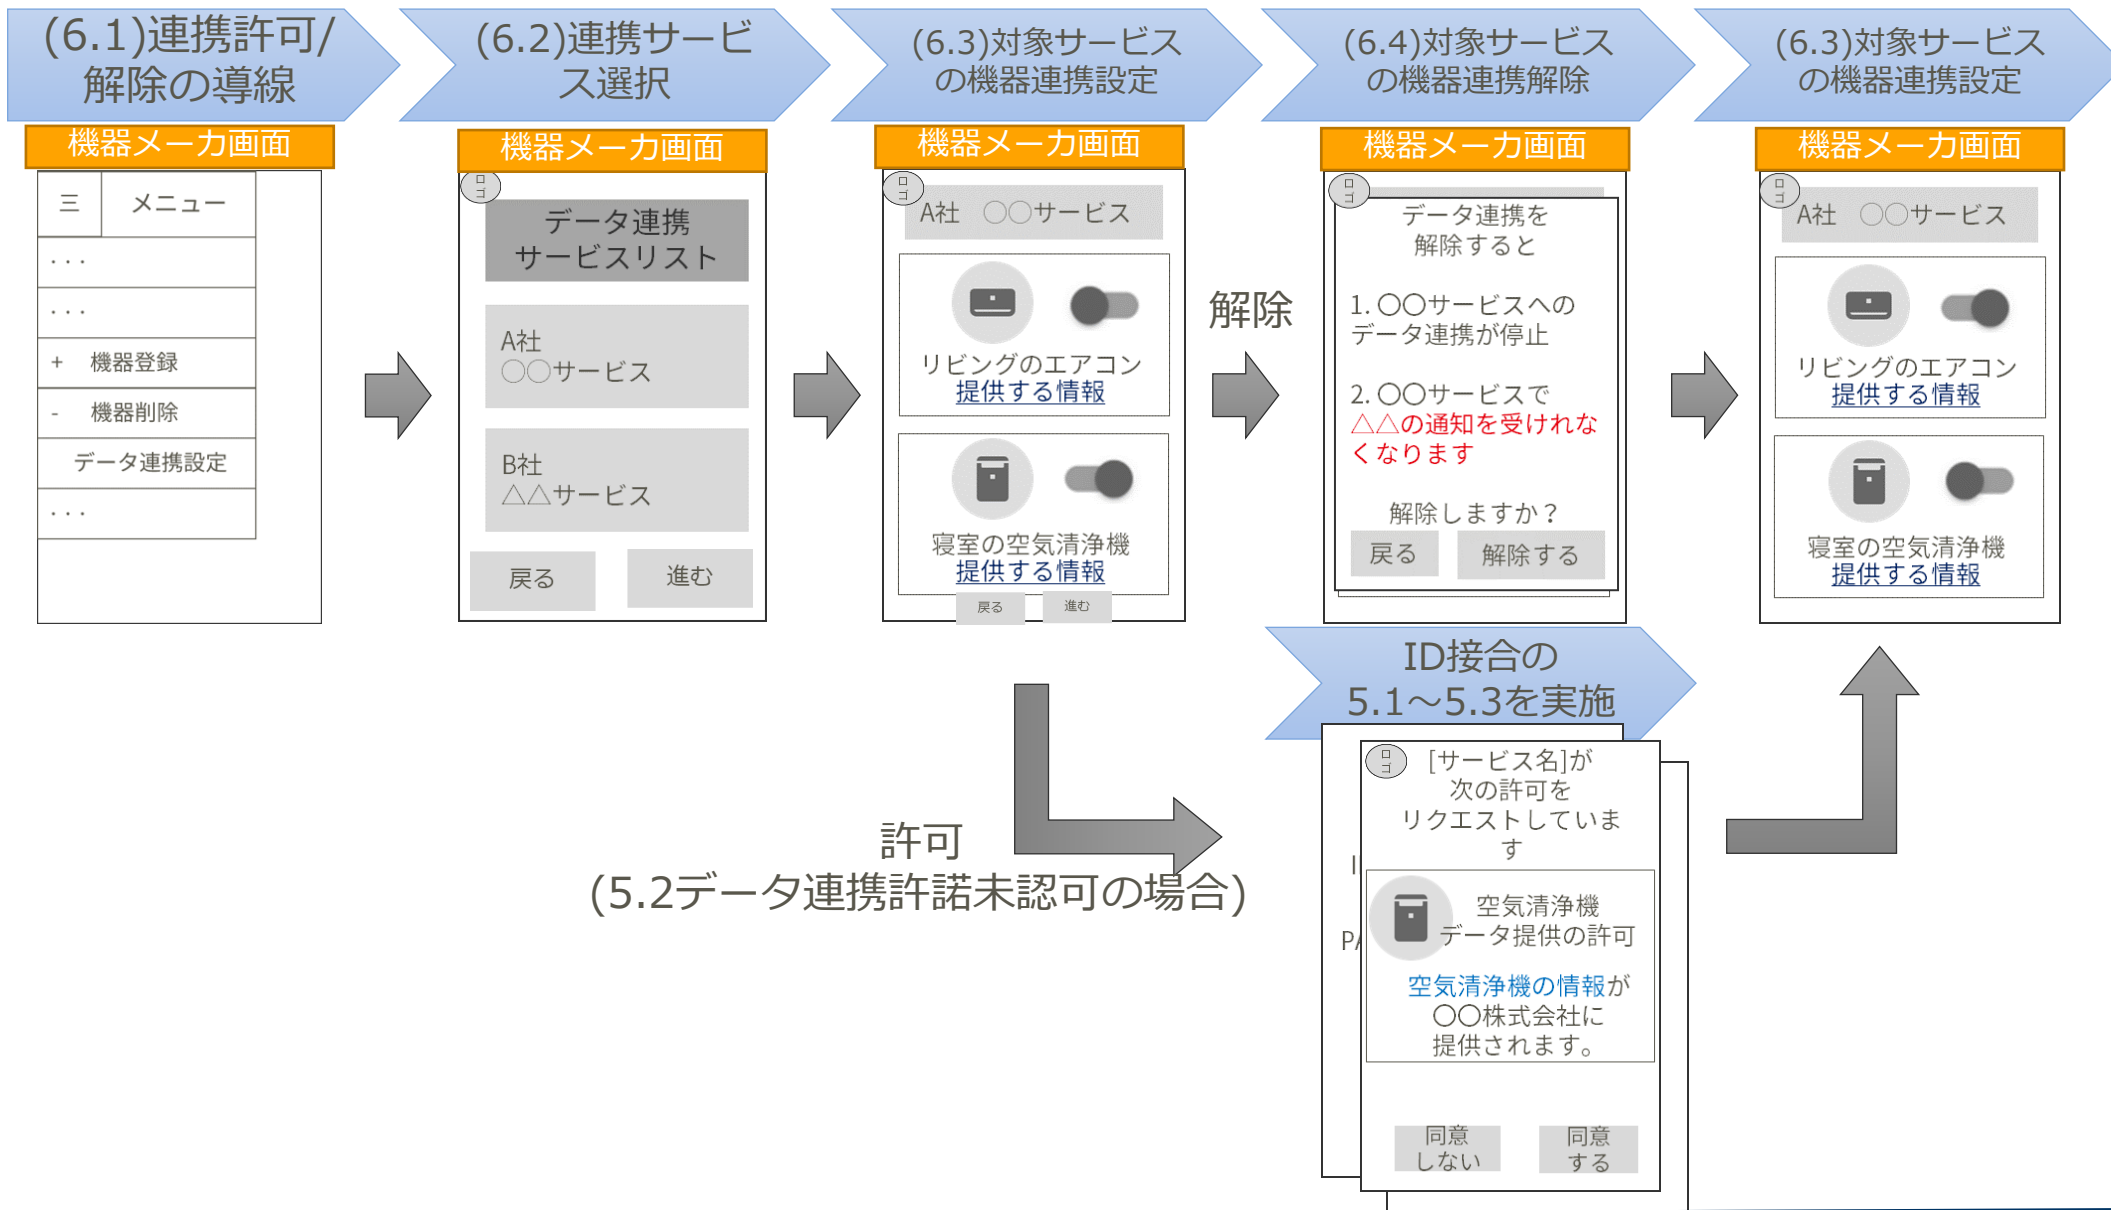 (6.1)連携許可/
解除の導線
(6.2)連携サービ
ス選択
(6.3)対象サービス
の機器連携設定
(6.4)対象サービス
の機器連携解除
(6.3)対象サービス
の機器連携設定
機器メーカ画面
機器メーカ画面
機器メーカ画面
機器メーカ画面
機器メーカ画面
三 メニュー
・・・
・・・
+ 機器登録
- 機器削除
データ連携設定
・・・
ロゴ
データ連携
サービスリスト
A社
〇〇サービス
B社
△△サービス
戻る 進む
ロゴ
A社 〇〇サービス
リビングのエアコン
提供する情報
寝室の空気清浄機
提供する情報
戻る 進む
解除
ロゴ
データ連携を
解除すると
1. 〇〇サービスへの
データ連携が停止
2. 〇〇サービスで
△△の通知を受けれな
くなります
解除しますか？
戻る 解除する
ロゴ
A社 〇〇サービス
リビングのエアコン
提供する情報
寝室の空気清浄機
提供する情報
許可
(5.2データ連携許諾未認可の場合)
ID接合の
5.1～5.3を実施
ロゴ
[サービス名]が
次の許可を
リクエストしていま
す
空気清浄機
データ提供の許可
空気清浄機の情報が
〇〇株式会社に
提供されます。
同意
しない
同意
する